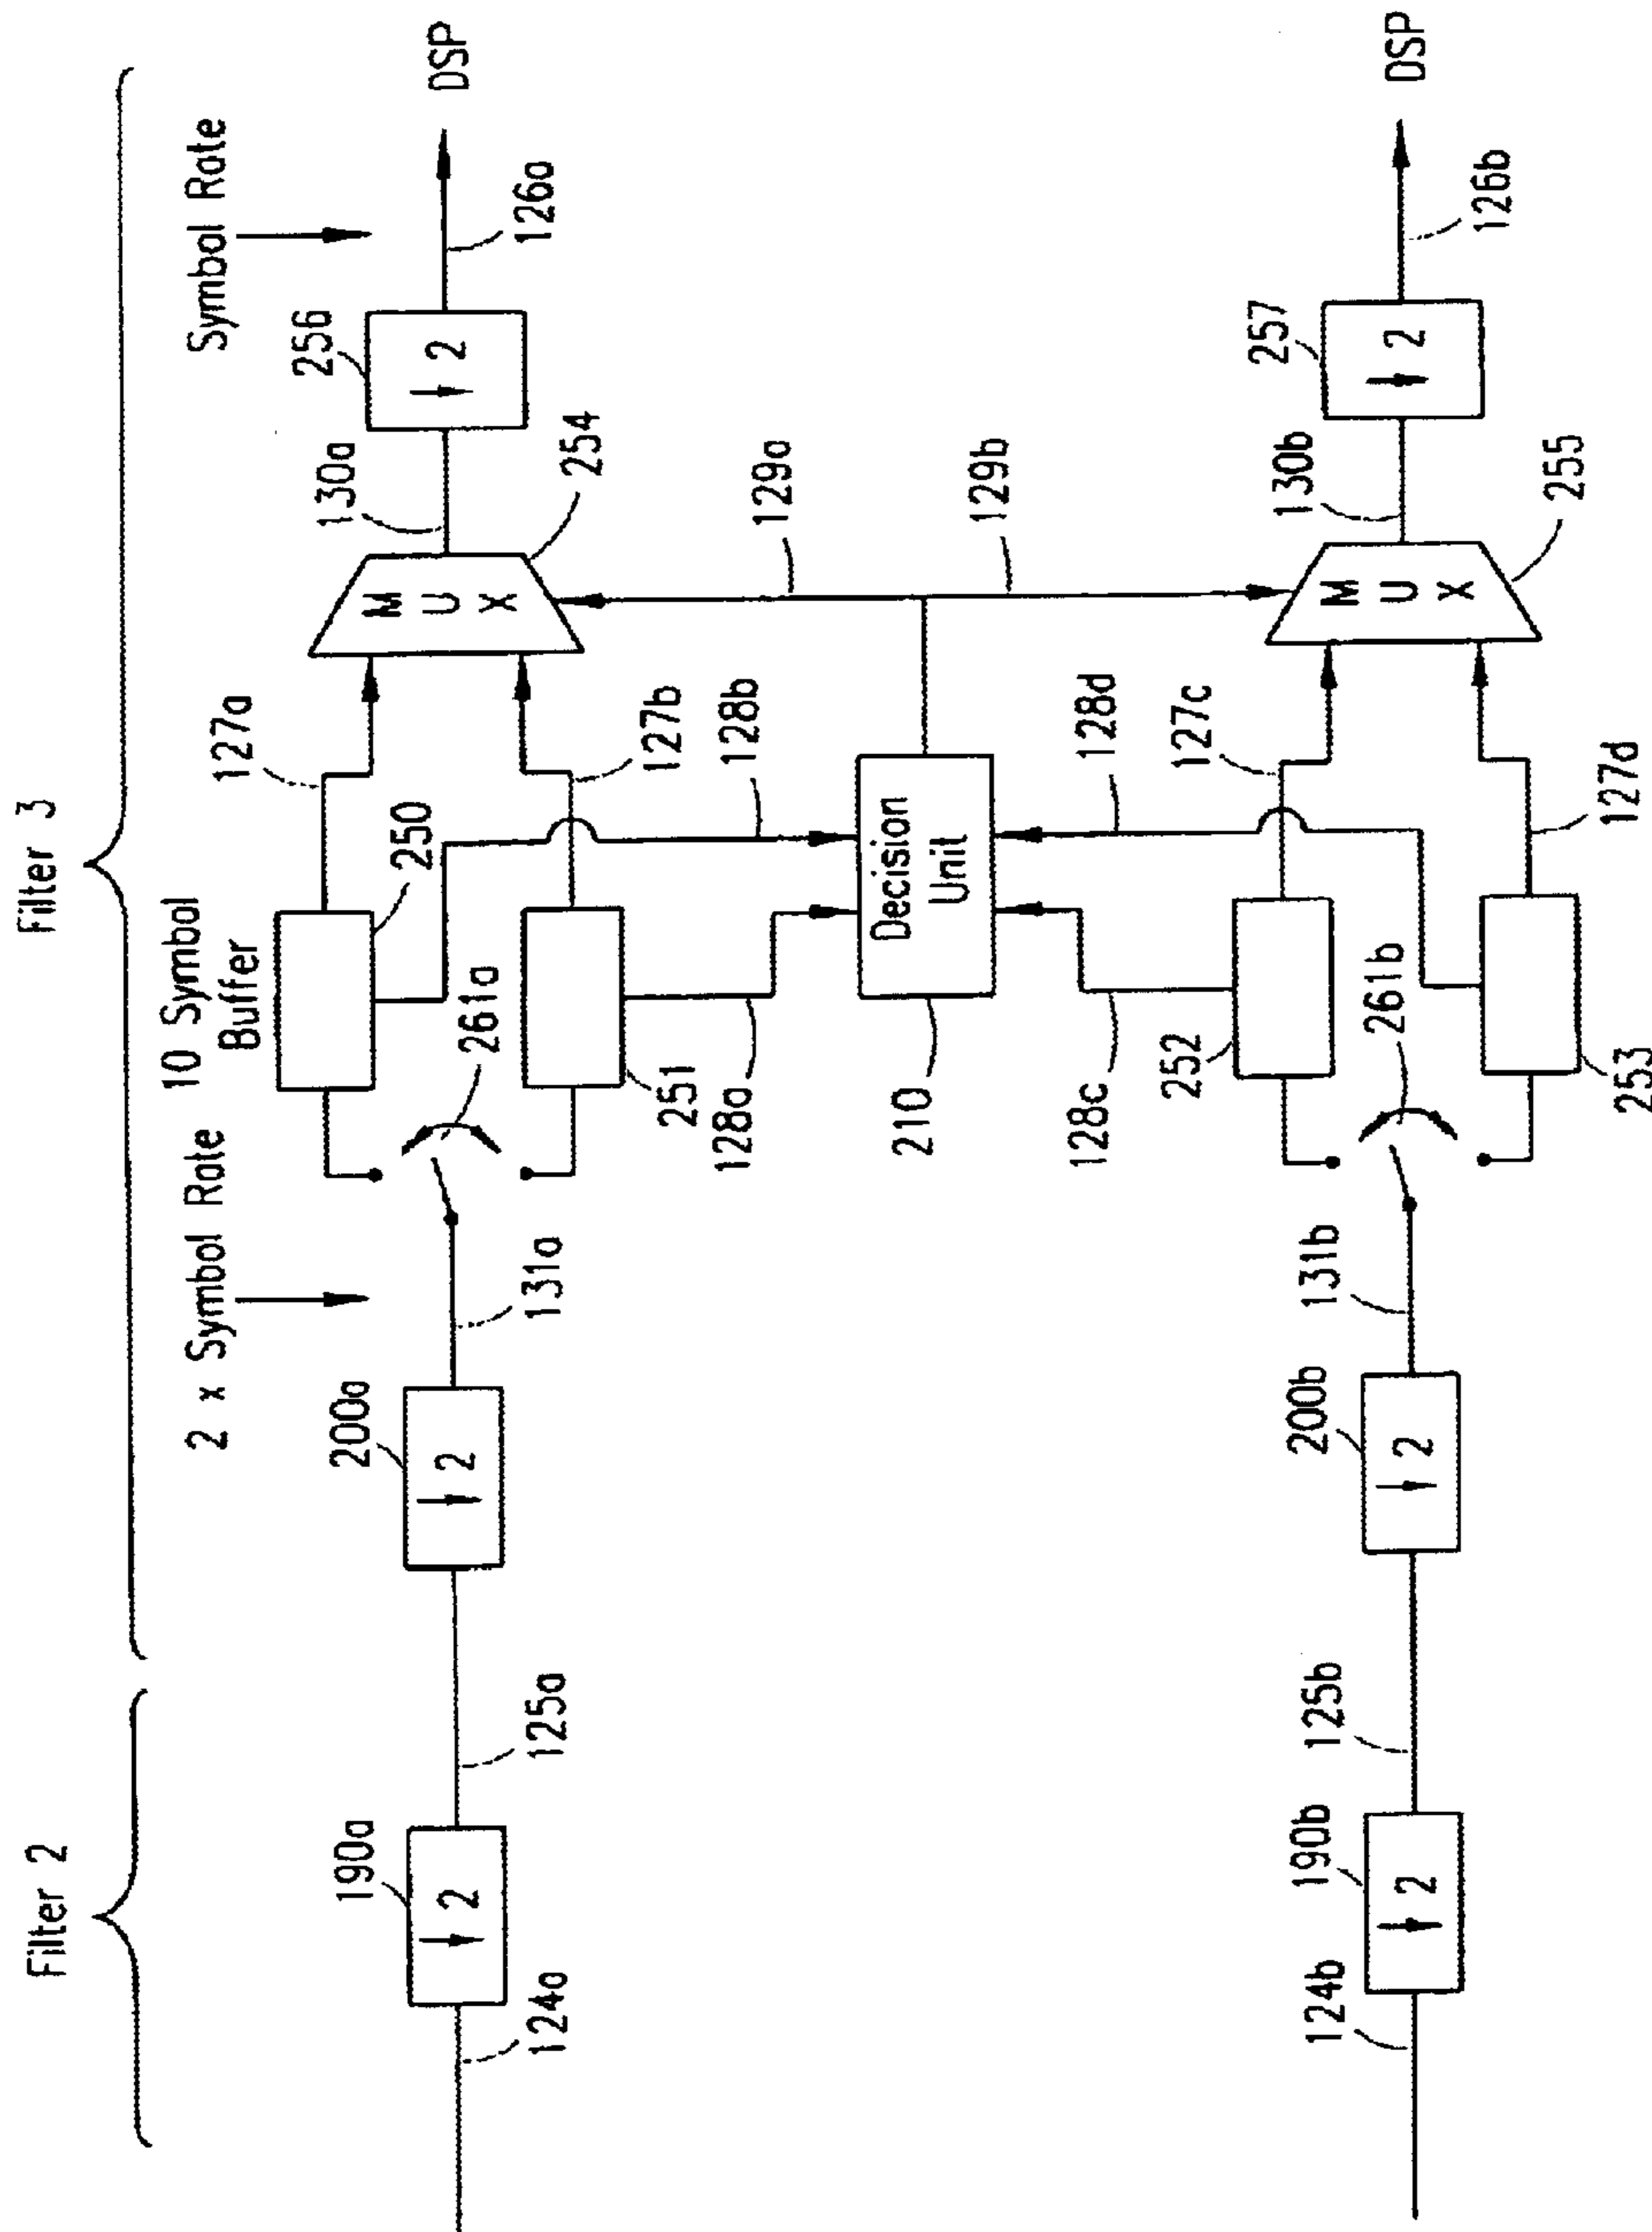 Filter 2
Filter 3
2 x Symbol Rate
10 Symbol
Buffer
Symbol Rate
124a
190a
↓ 2
125a
200a
↓ 2
131a
261a
250
251
127a
127b
128b
128a
MUX
254
130a
256
↓ 2
126a
DSP
Decision
Unit
210
129a
129b
124b
190b
↓ 2
125b
200b
↓ 2
131b
261b
252
253
128c
128d
127c
127d
MUX
255
130b
257
↓ 2
126b
DSP